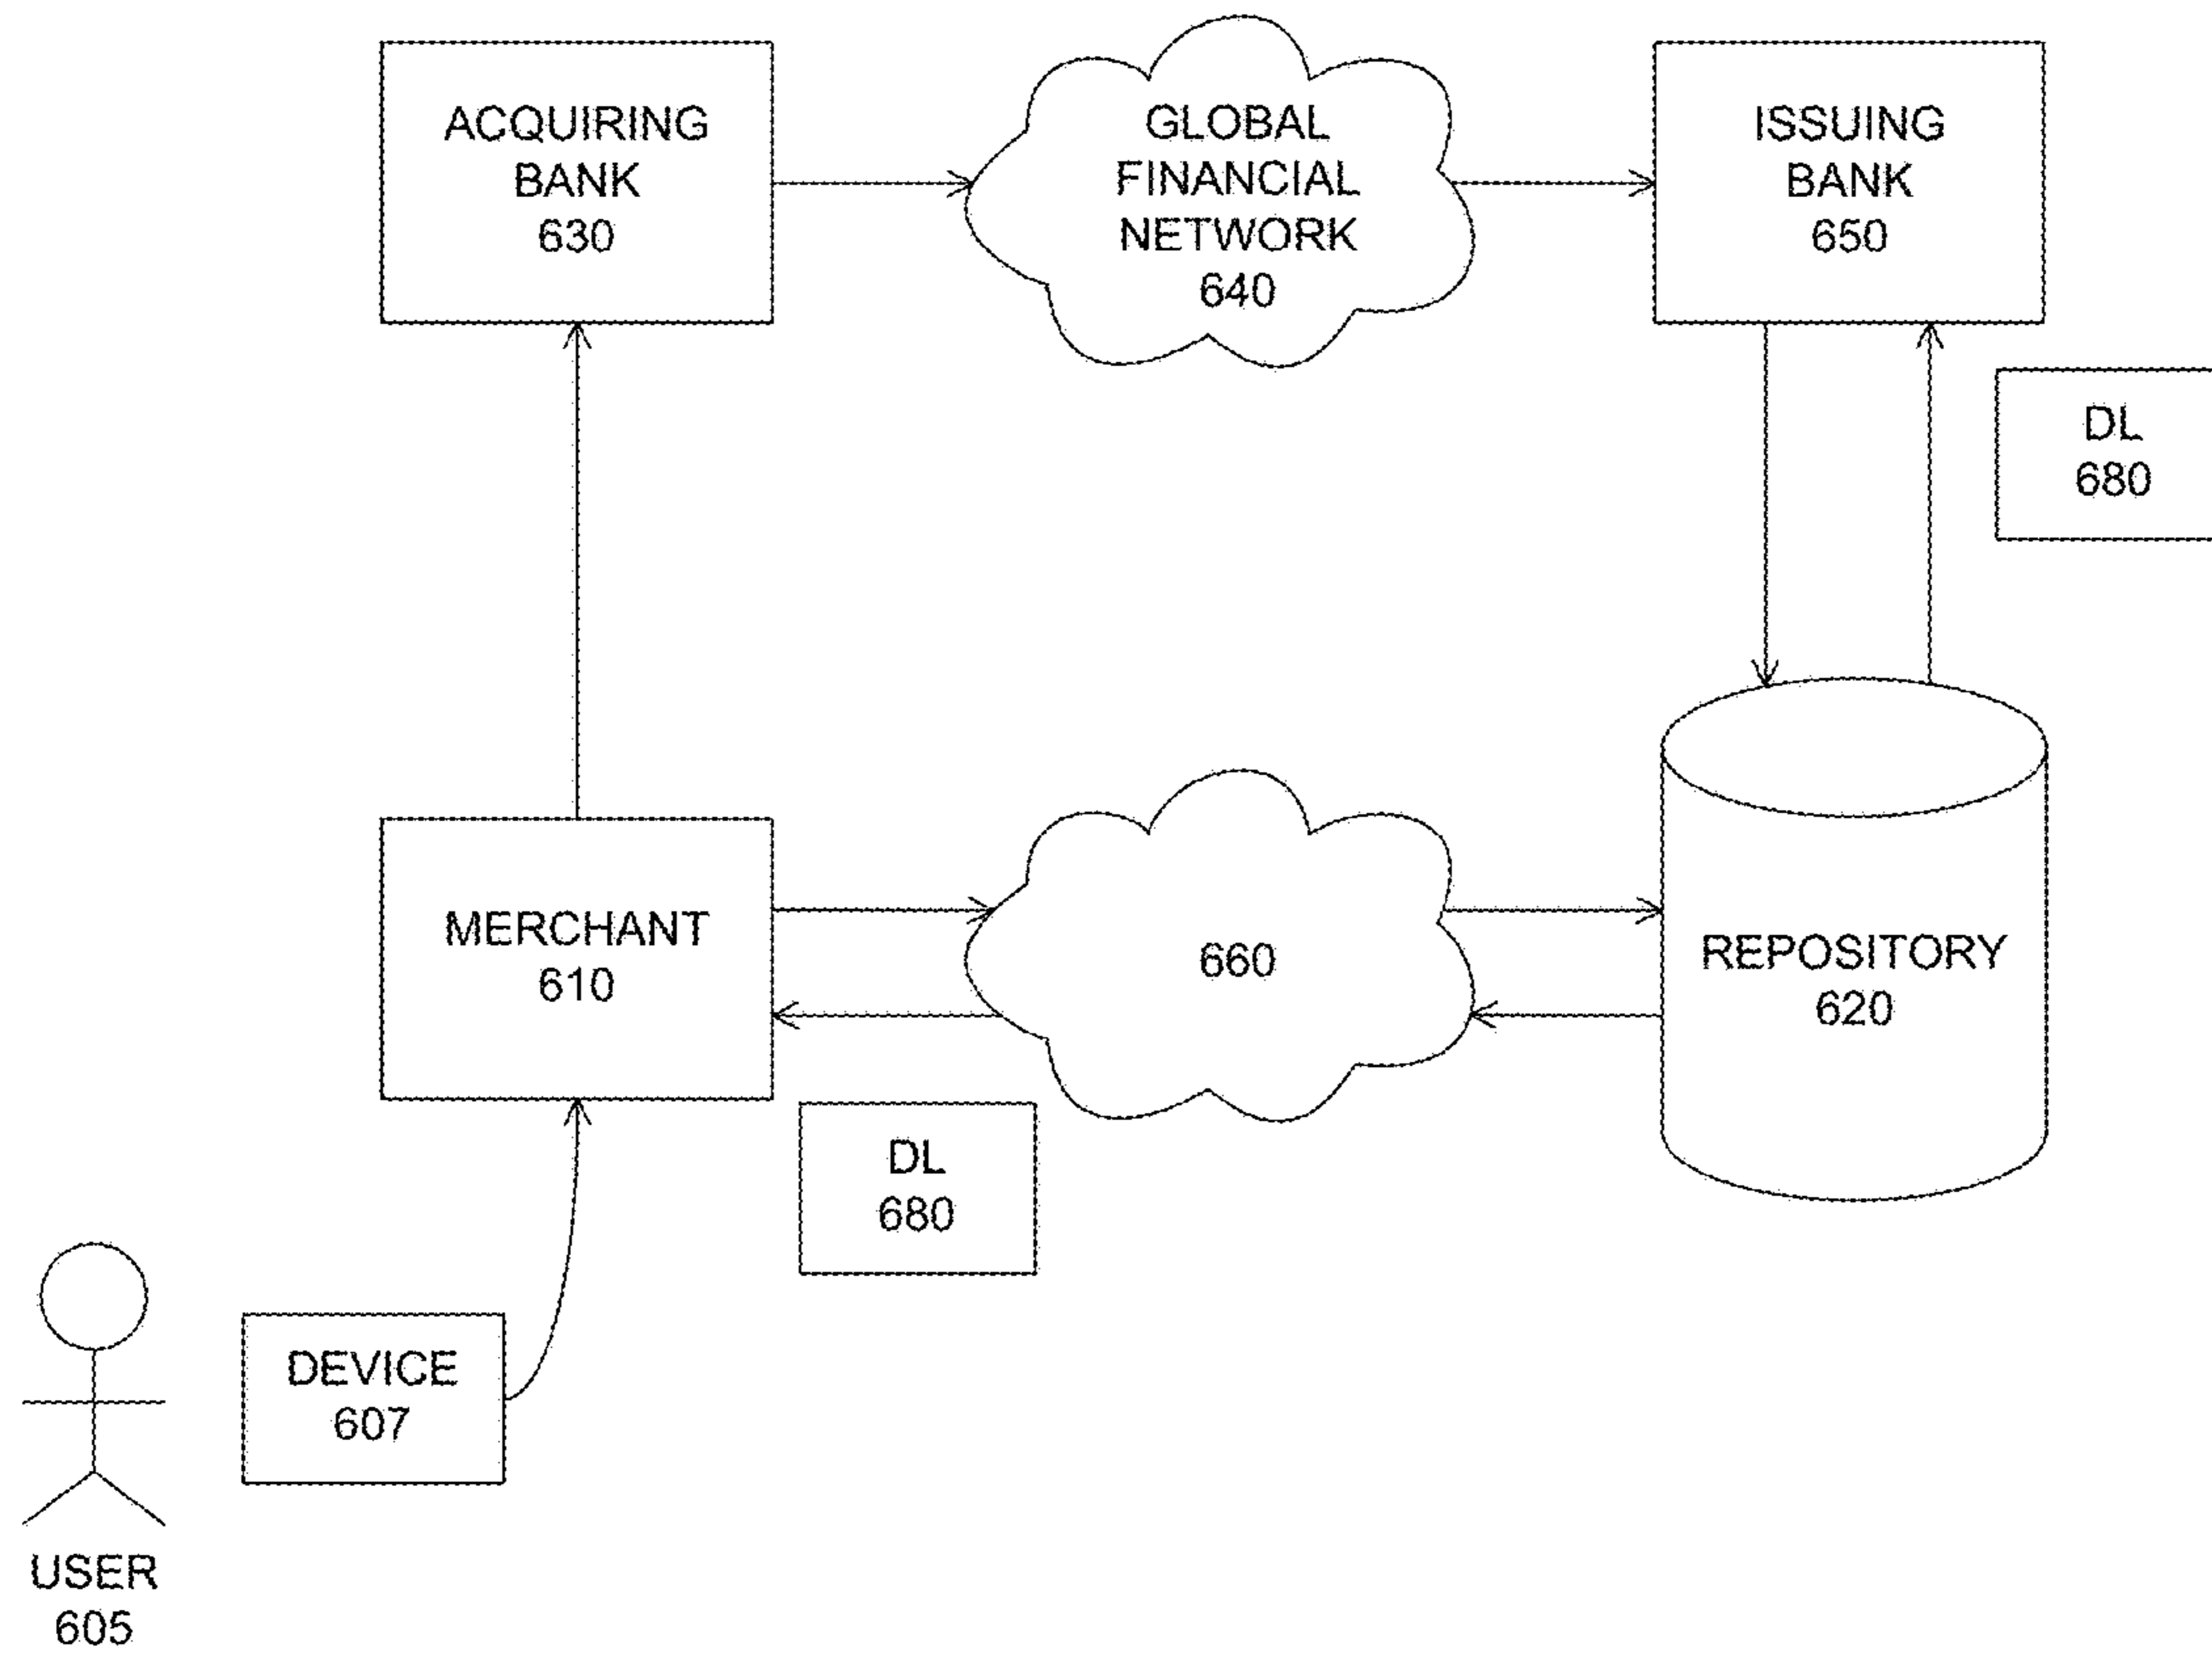 ACQUIRING
BANK
630
GLOBAL
FINANCIAL
NETWORK
640
ISSUING
BANK
650
DL
680
MERCHANT
610
660
REPOSITORY
620
DL
680
DEVICE
607
USER
605